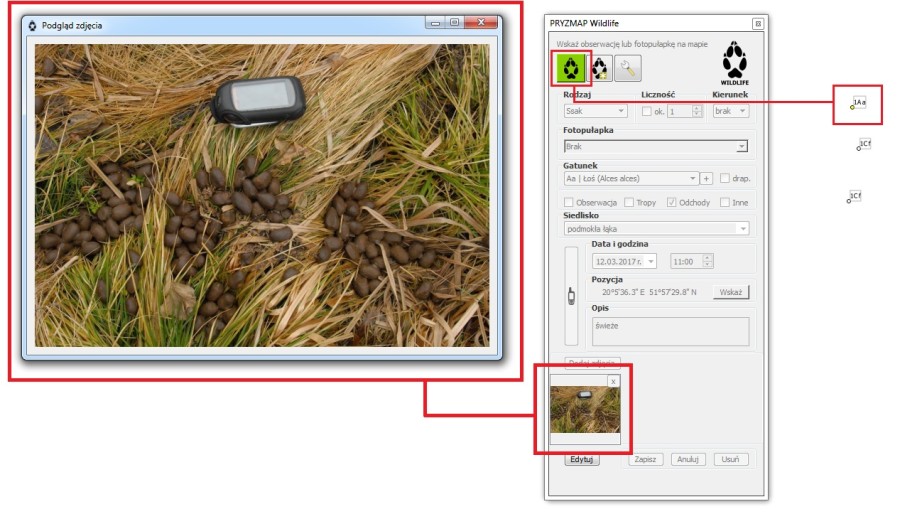 Podgląd zdjęcia
PRYZMAP Wildlife
Wskaż obserwację lub fotopułapkę na mapie
WILDLIFE
Rodzaj Liczność Kierunek
Ssak ok. 1 brak
Fotopułapka
Brak
Gatunek
Aa | Łoś (Alces alces) + drap.
Obserwacja Tropy Odchody Inne
Siedlisko
podmokła łąka
Data i godzina
12.03.2017 r. 11:00
Pozycja
20°5'36.3" E 51°57'29.8" N Wskaż
Opis
świeże
Dodaj zdjęcie
x
Edytuj Zapisz Anuluj Usuń
1Aa
1Cf